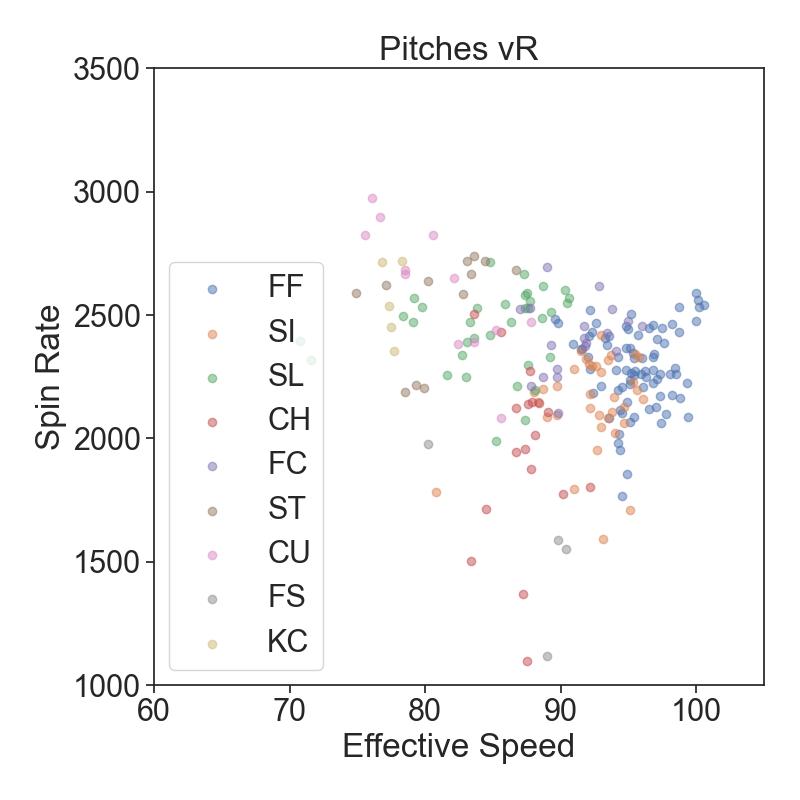 Pitches vR
3500
3000
2500
2000
1500
1000
Spin Rate
FF
SI
SL
CH
FC
ST
CU
FS
KC
60 70 80 90 100
Effective Speed